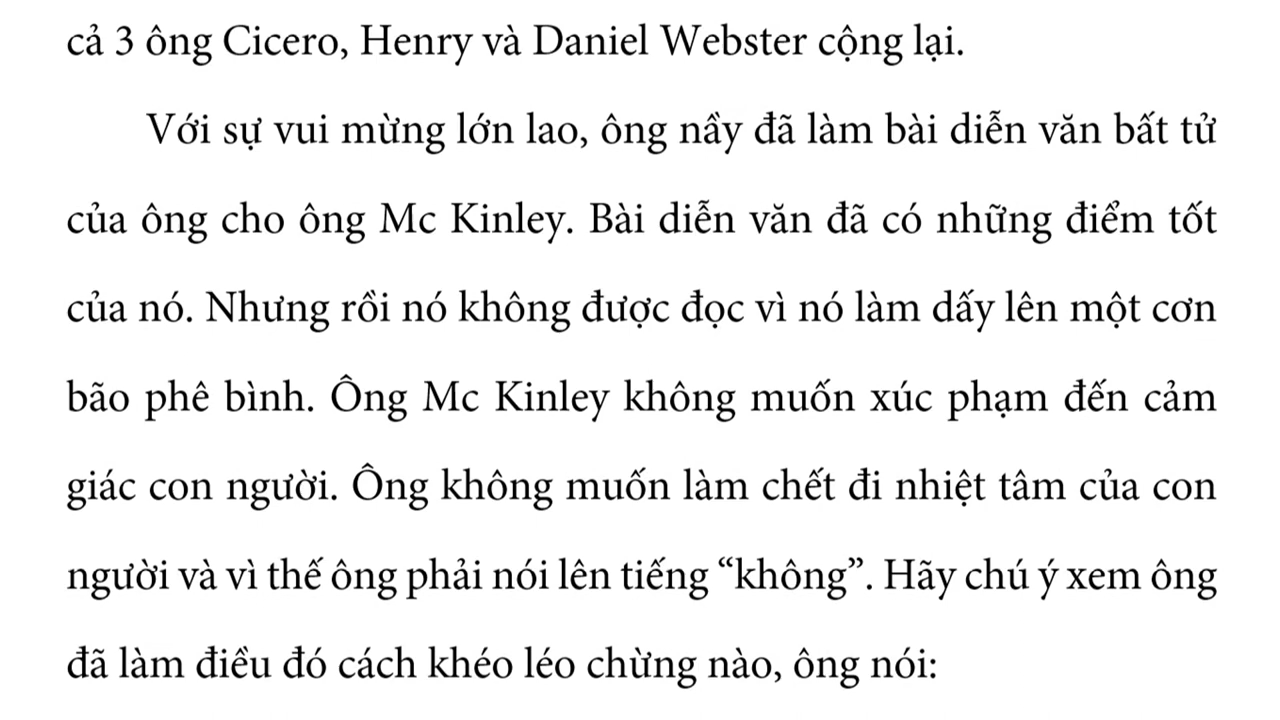 cả 3 ông Cicero, Henry và Daniel Webster cộng lại.
Với sự vui mừng lớn lao, ông nầy đã làm bài diễn văn bất tử
của ông cho ông Mc Kinley. Bài diễn văn đã có những điểm tốt
của nó. Nhưng rồi nó không được đọc vì nó làm dấy lên một cơn
bão phê bình. Ông Mc Kinley không muốn xúc phạm đến cảm
giác con người. Ông không muốn làm chết đi nhiệt tâm của con
người và vì thế ông phải nói lên tiếng “không”. Hãy chú ý xem ông
đã làm điều đó cách khéo léo chừng nào, ông nói: